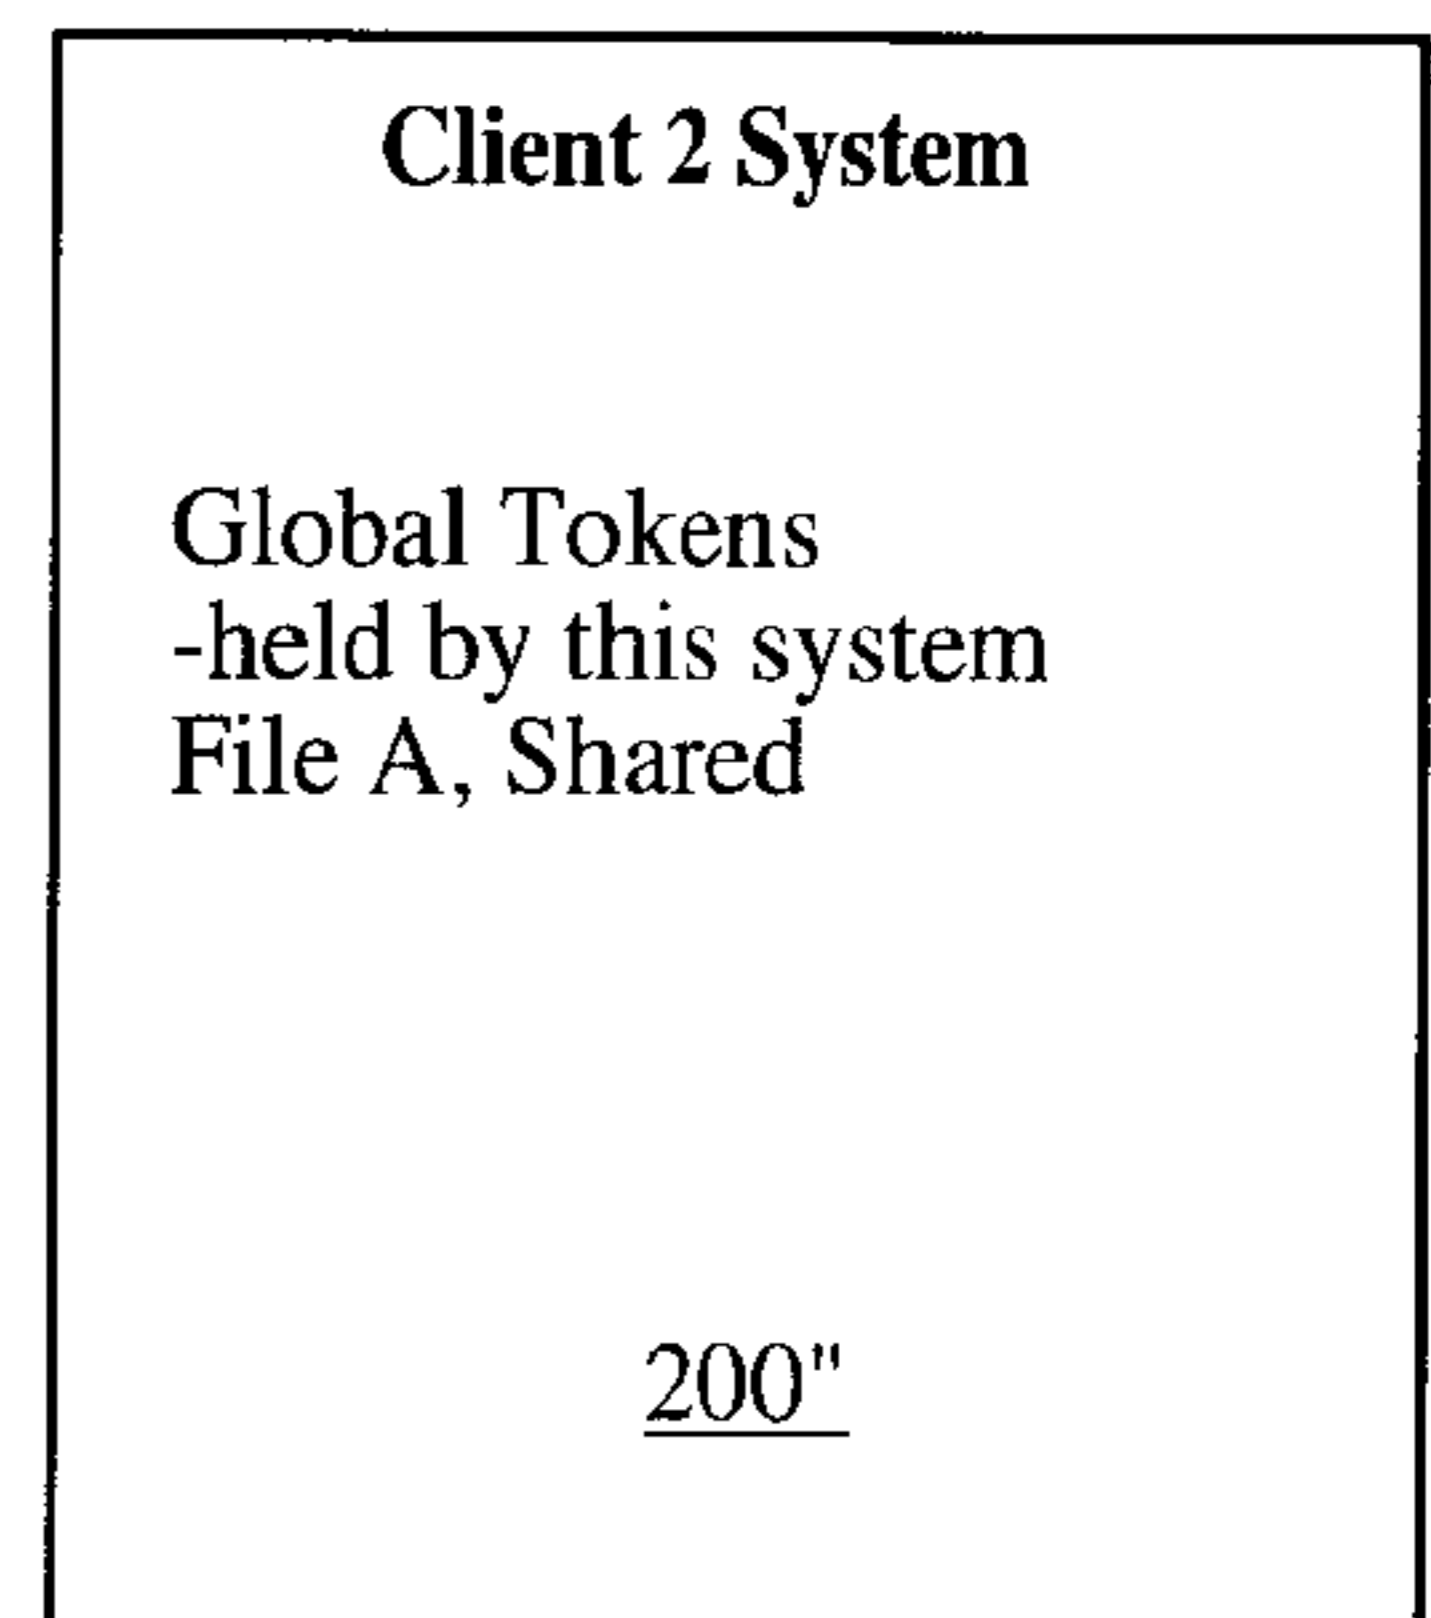 Client 2 System
Global Tokens
-held by this system
File A, Shared
200"